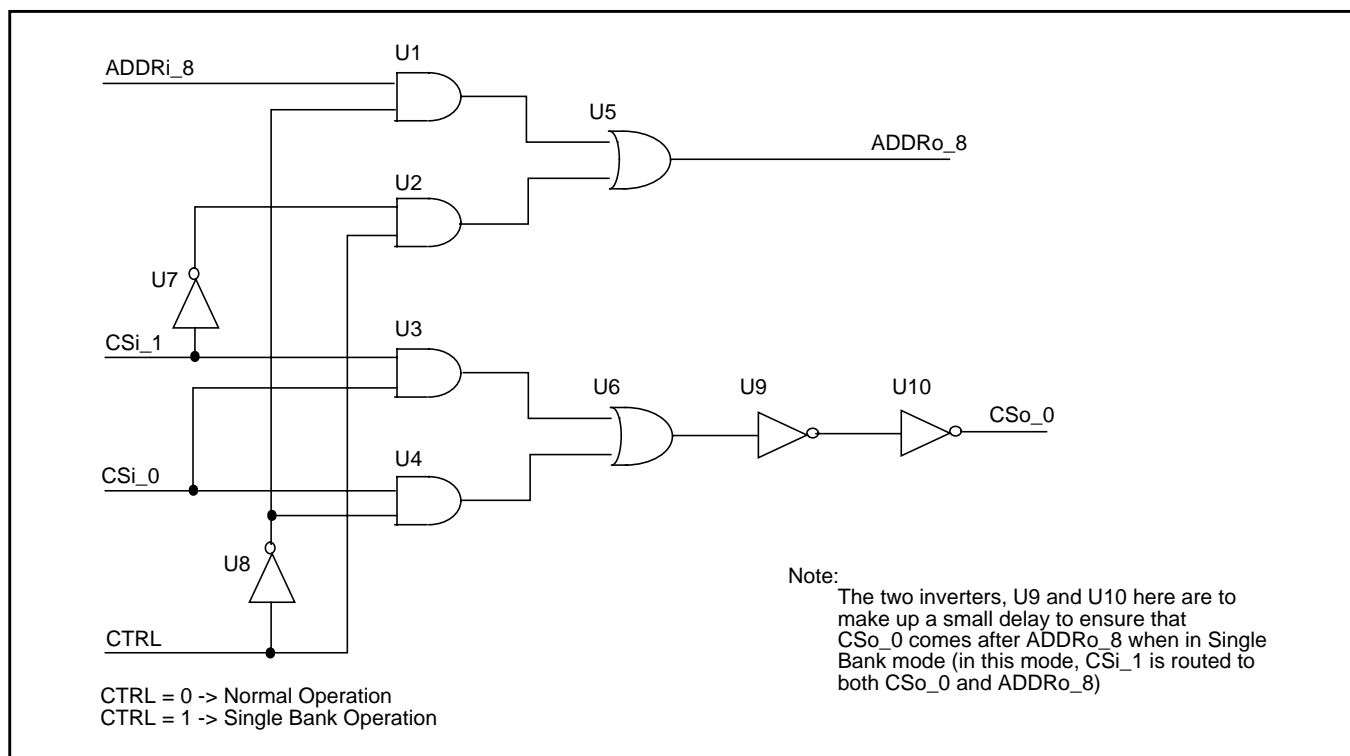 U1
ADDRi_8
U5
ADDRo_8
U2
U7
CSi_1
U3
U6
U9
U10
CSo_0
CSi_0
U4
U8
CTRL
Note:
The two inverters, U9 and U10 here are to
make up a small delay to ensure that
CSo_0 comes after ADDRo_8 when in Single
Bank mode (in this mode, CSi_1 is routed to
both CSo_0 and ADDRo_8)
CTRL = 0 -> Normal Operation
CTRL = 1 -> Single Bank Operation